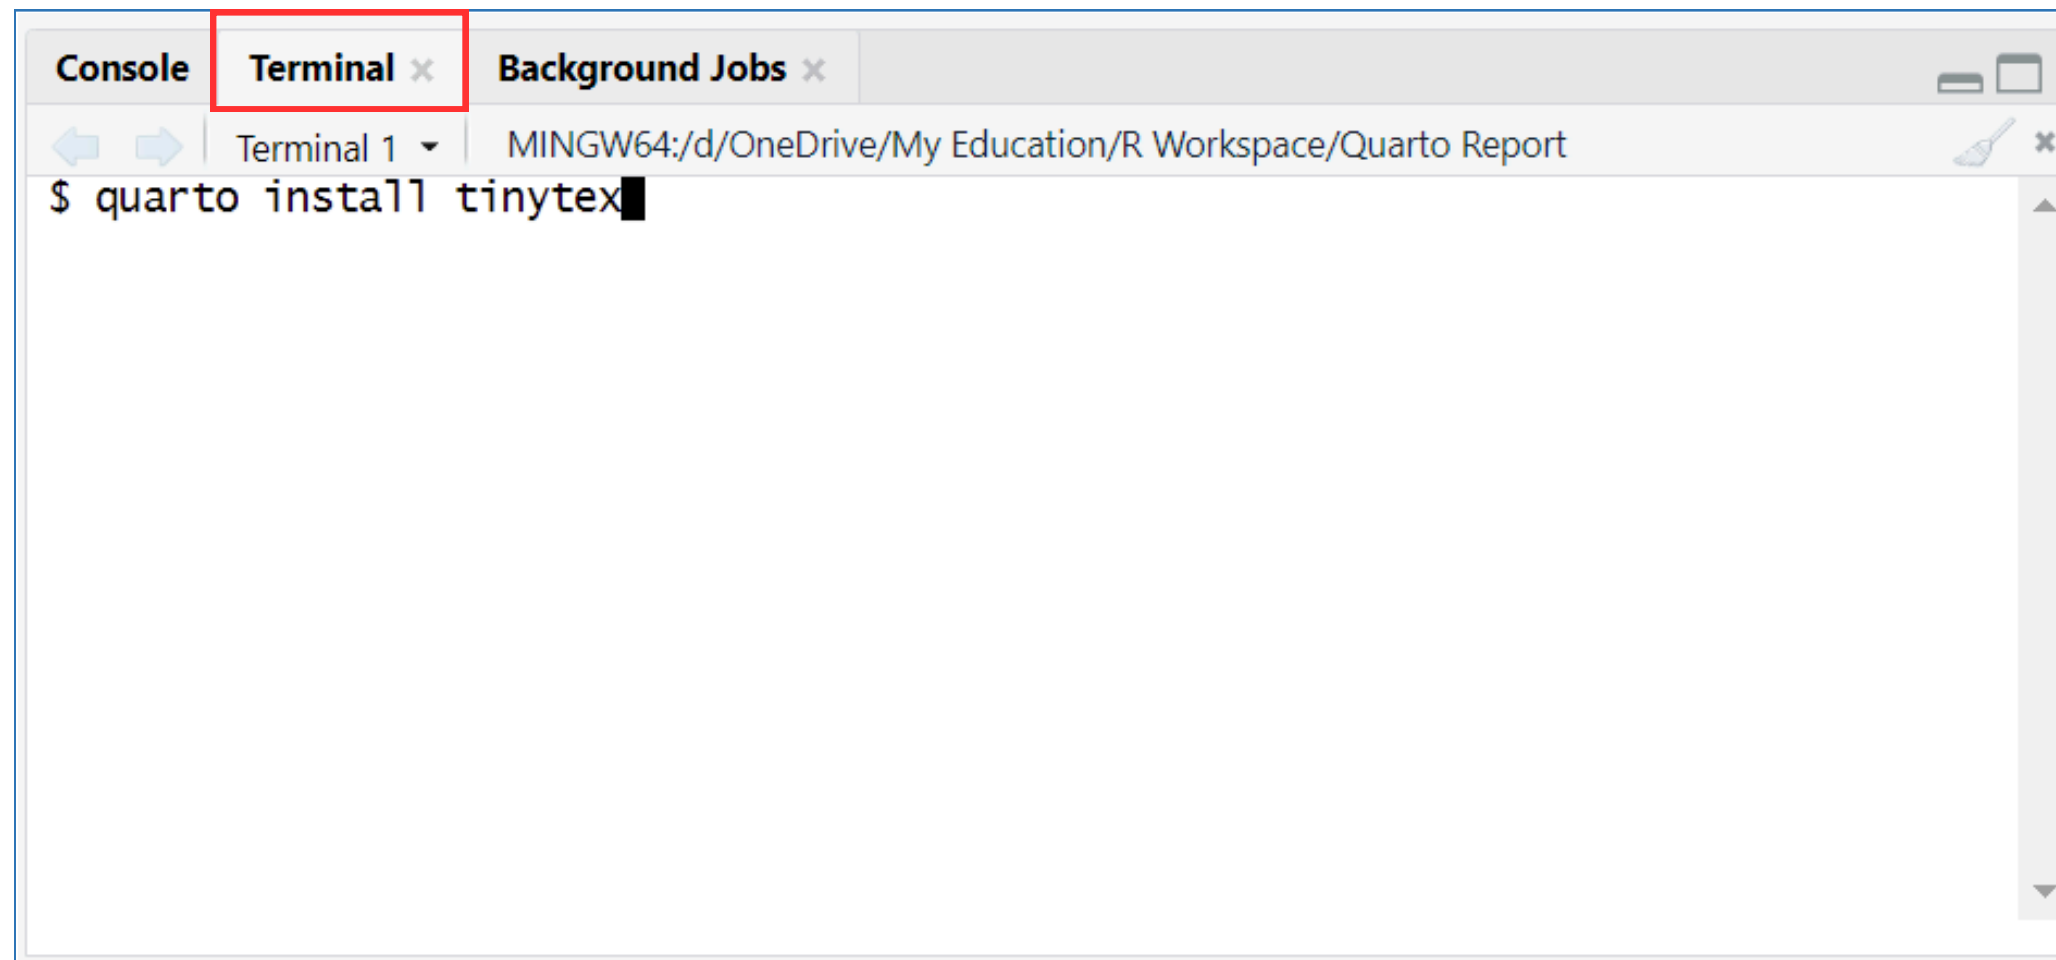 Console Terminal Background Jobs
Terminal 1 MINGW64:/d/OneDrive/My Education/R Workspace/Quarto Report
$ quarto install tinytex